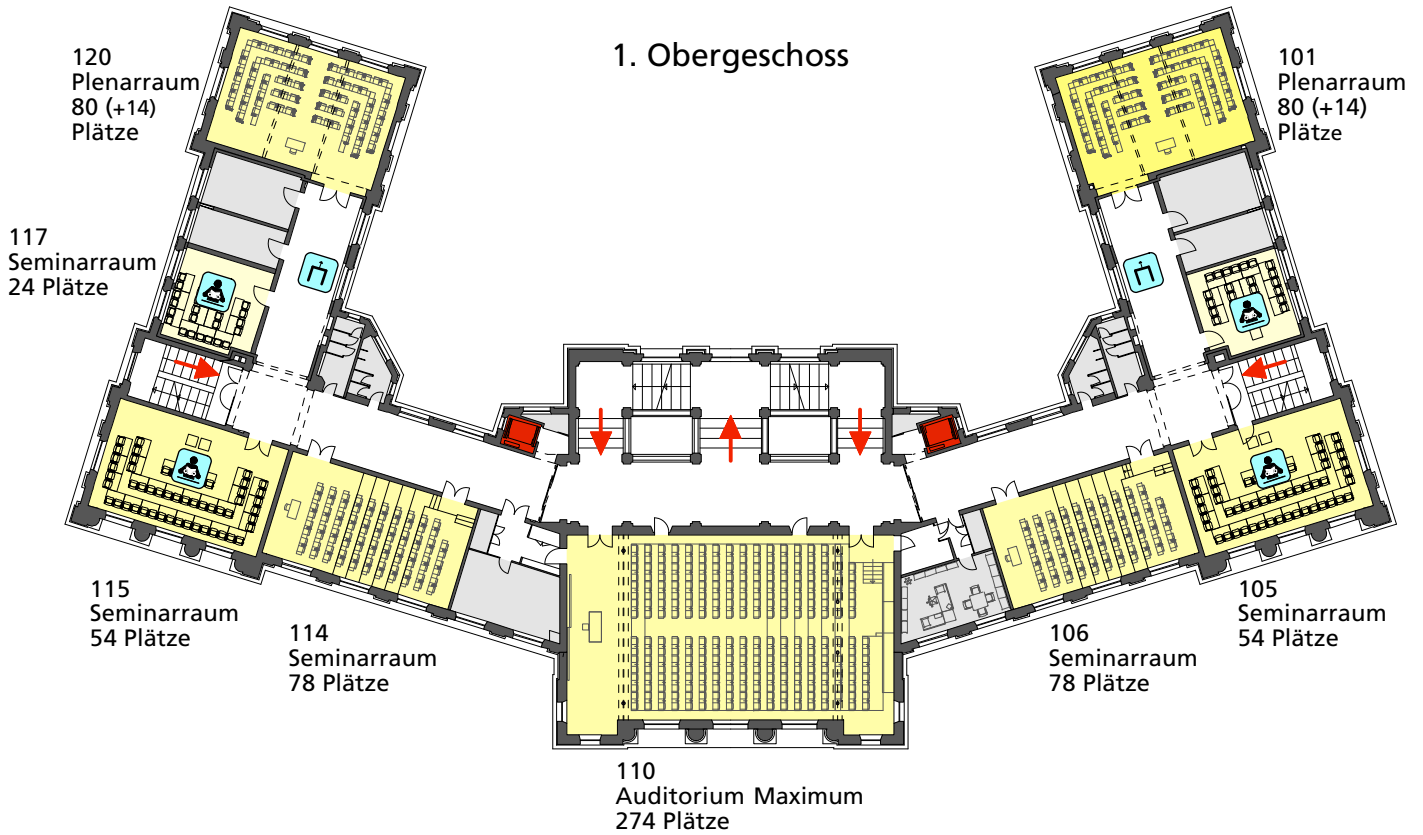 1. Obergeschoss
120
Plenarraum
80 (+14)
Plätze
101
Plenarraum
80 (+14)
Plätze
117
Seminarraum
24 Plätze
115
Seminarraum
54 Plätze
114
Seminarraum
78 Plätze
110
Auditorium Maximum
274 Plätze
106
Seminarraum
78 Plätze
105
Seminarraum
54 Plätze